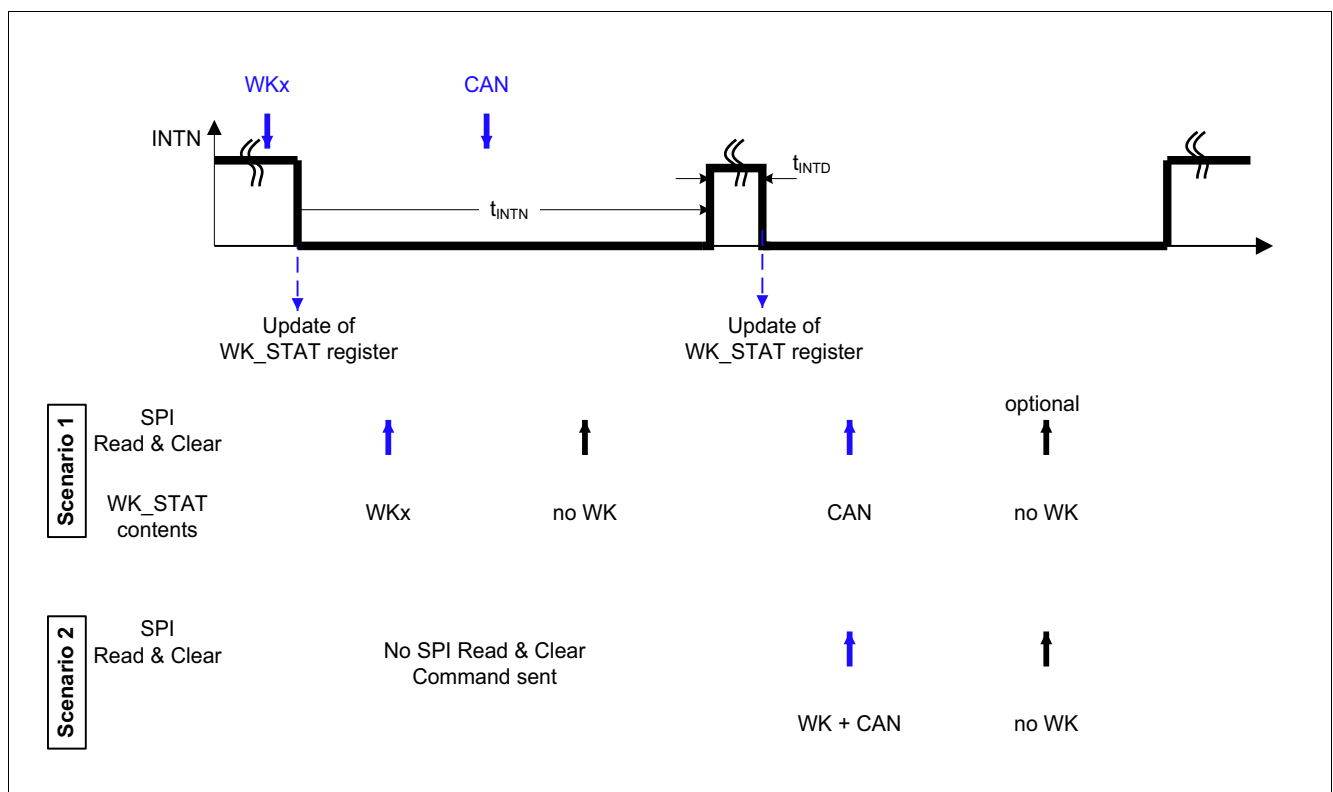 WKx
CAN
INTN
tINTD
tINTN
Update of
WK_STAT register
Update of
WK_STAT register
Scenario 1
SPI
Read & Clear
optional
WK_STAT
contents
WKx
no WK
CAN
no WK
Scenario 2
SPI
Read & Clear
No SPI Read & Clear
Command sent
WK + CAN
no WK